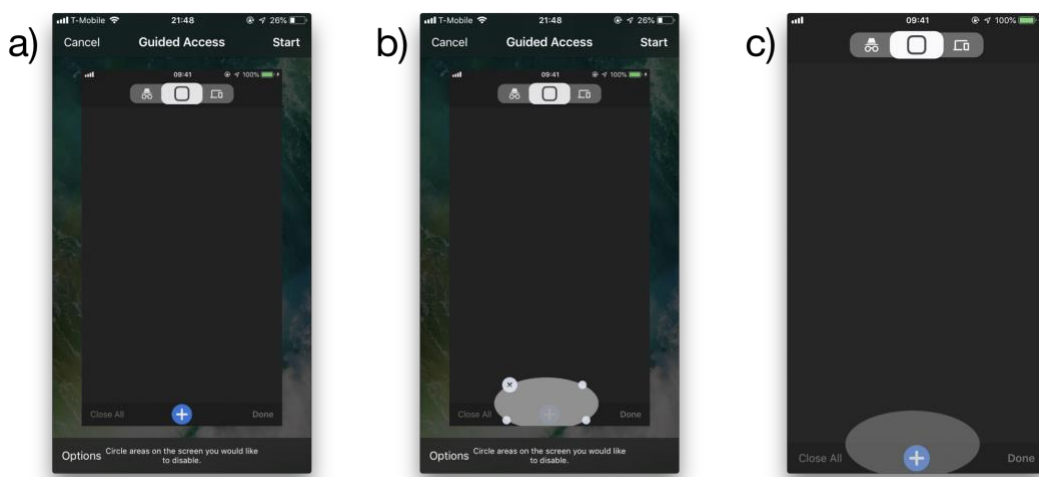 a)
T-Mobile 21:48 26%
Cancel Guided Access Start
09:41 100%
Close All Done
Options Circle areas on the screen you would like
to disable.
b)
T-Mobile 21:48 26%
Cancel Guided Access Start
09:41 100%
Close All Done
Options Circle areas on the screen you would like
to disable.
c)
09:41 100%
Close All Done